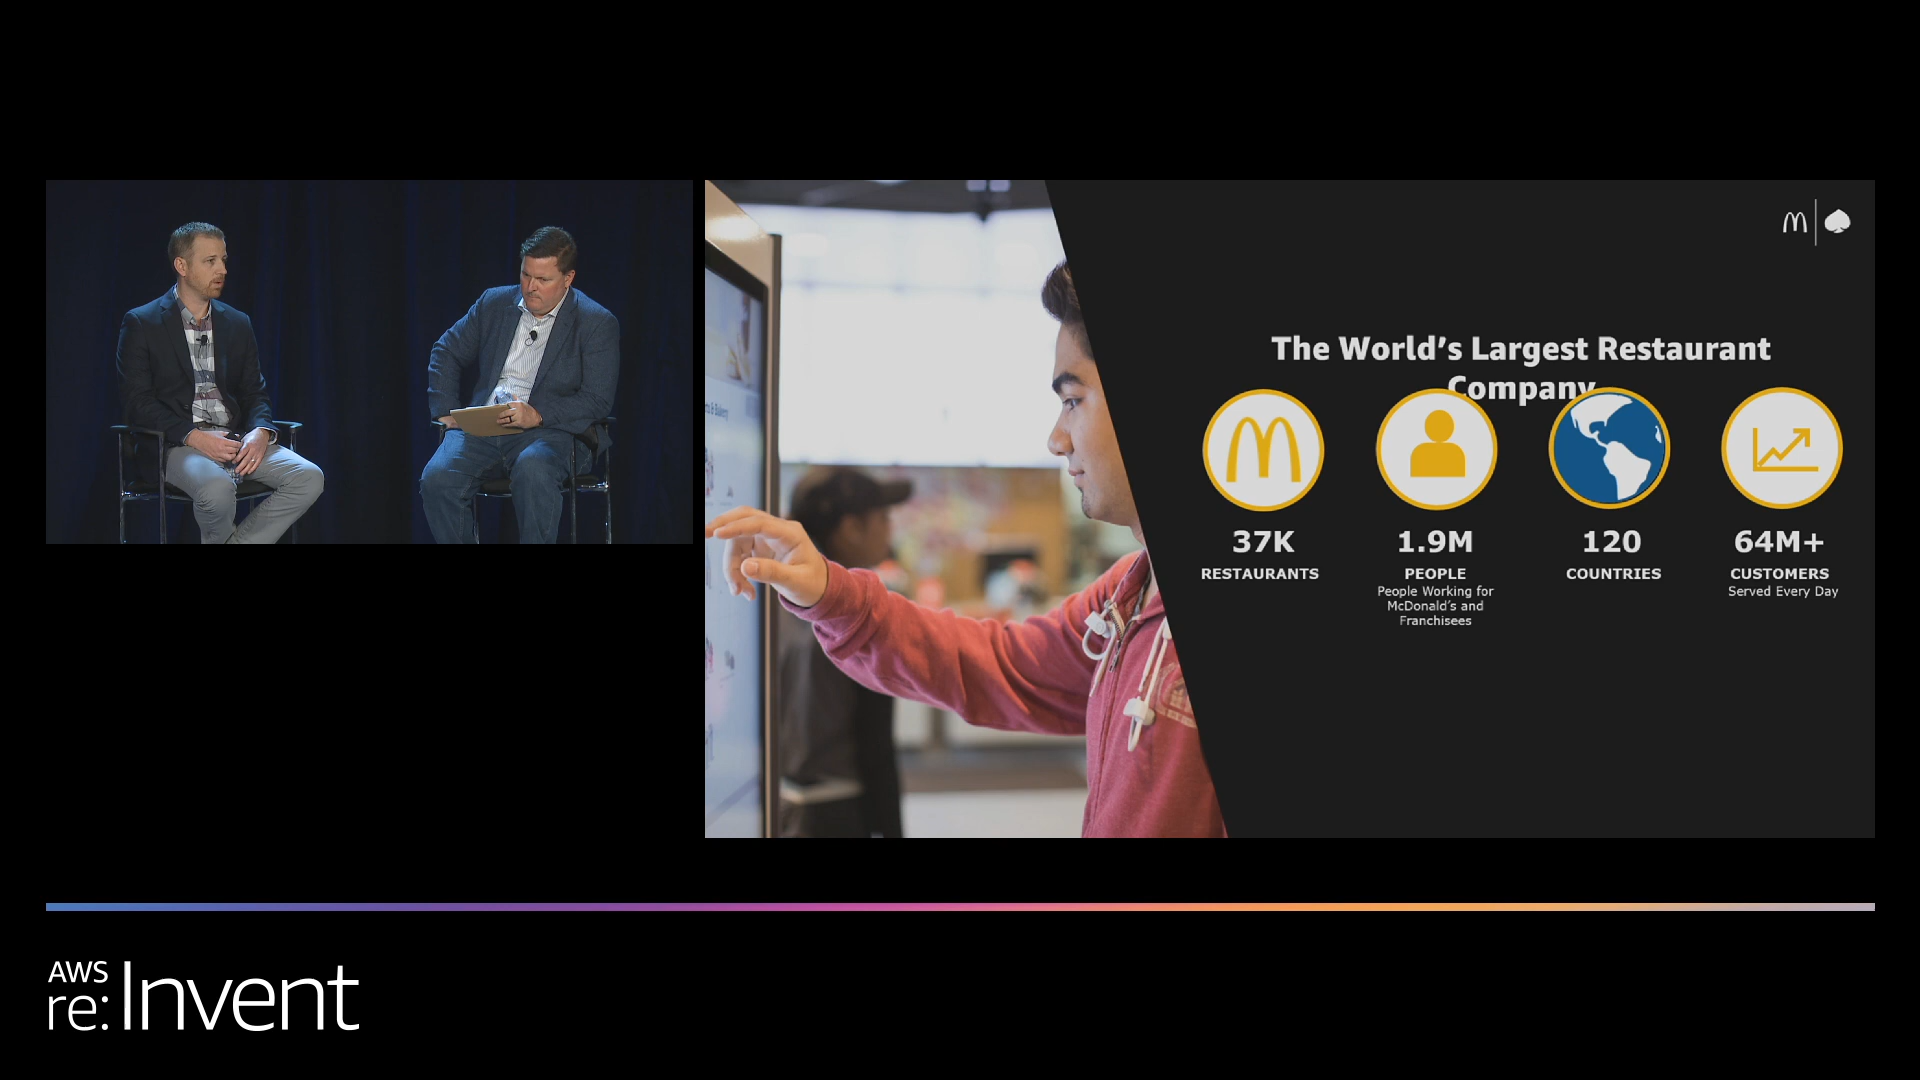 The World's Largest Restaurant
Company
37K
RESTAURANTS
1.9M
PEOPLE
People Working for
McDonald's and
Franchisees
120
COUNTRIES
64M+
CUSTOMERS
Served Every Day
AWS
re:Invent